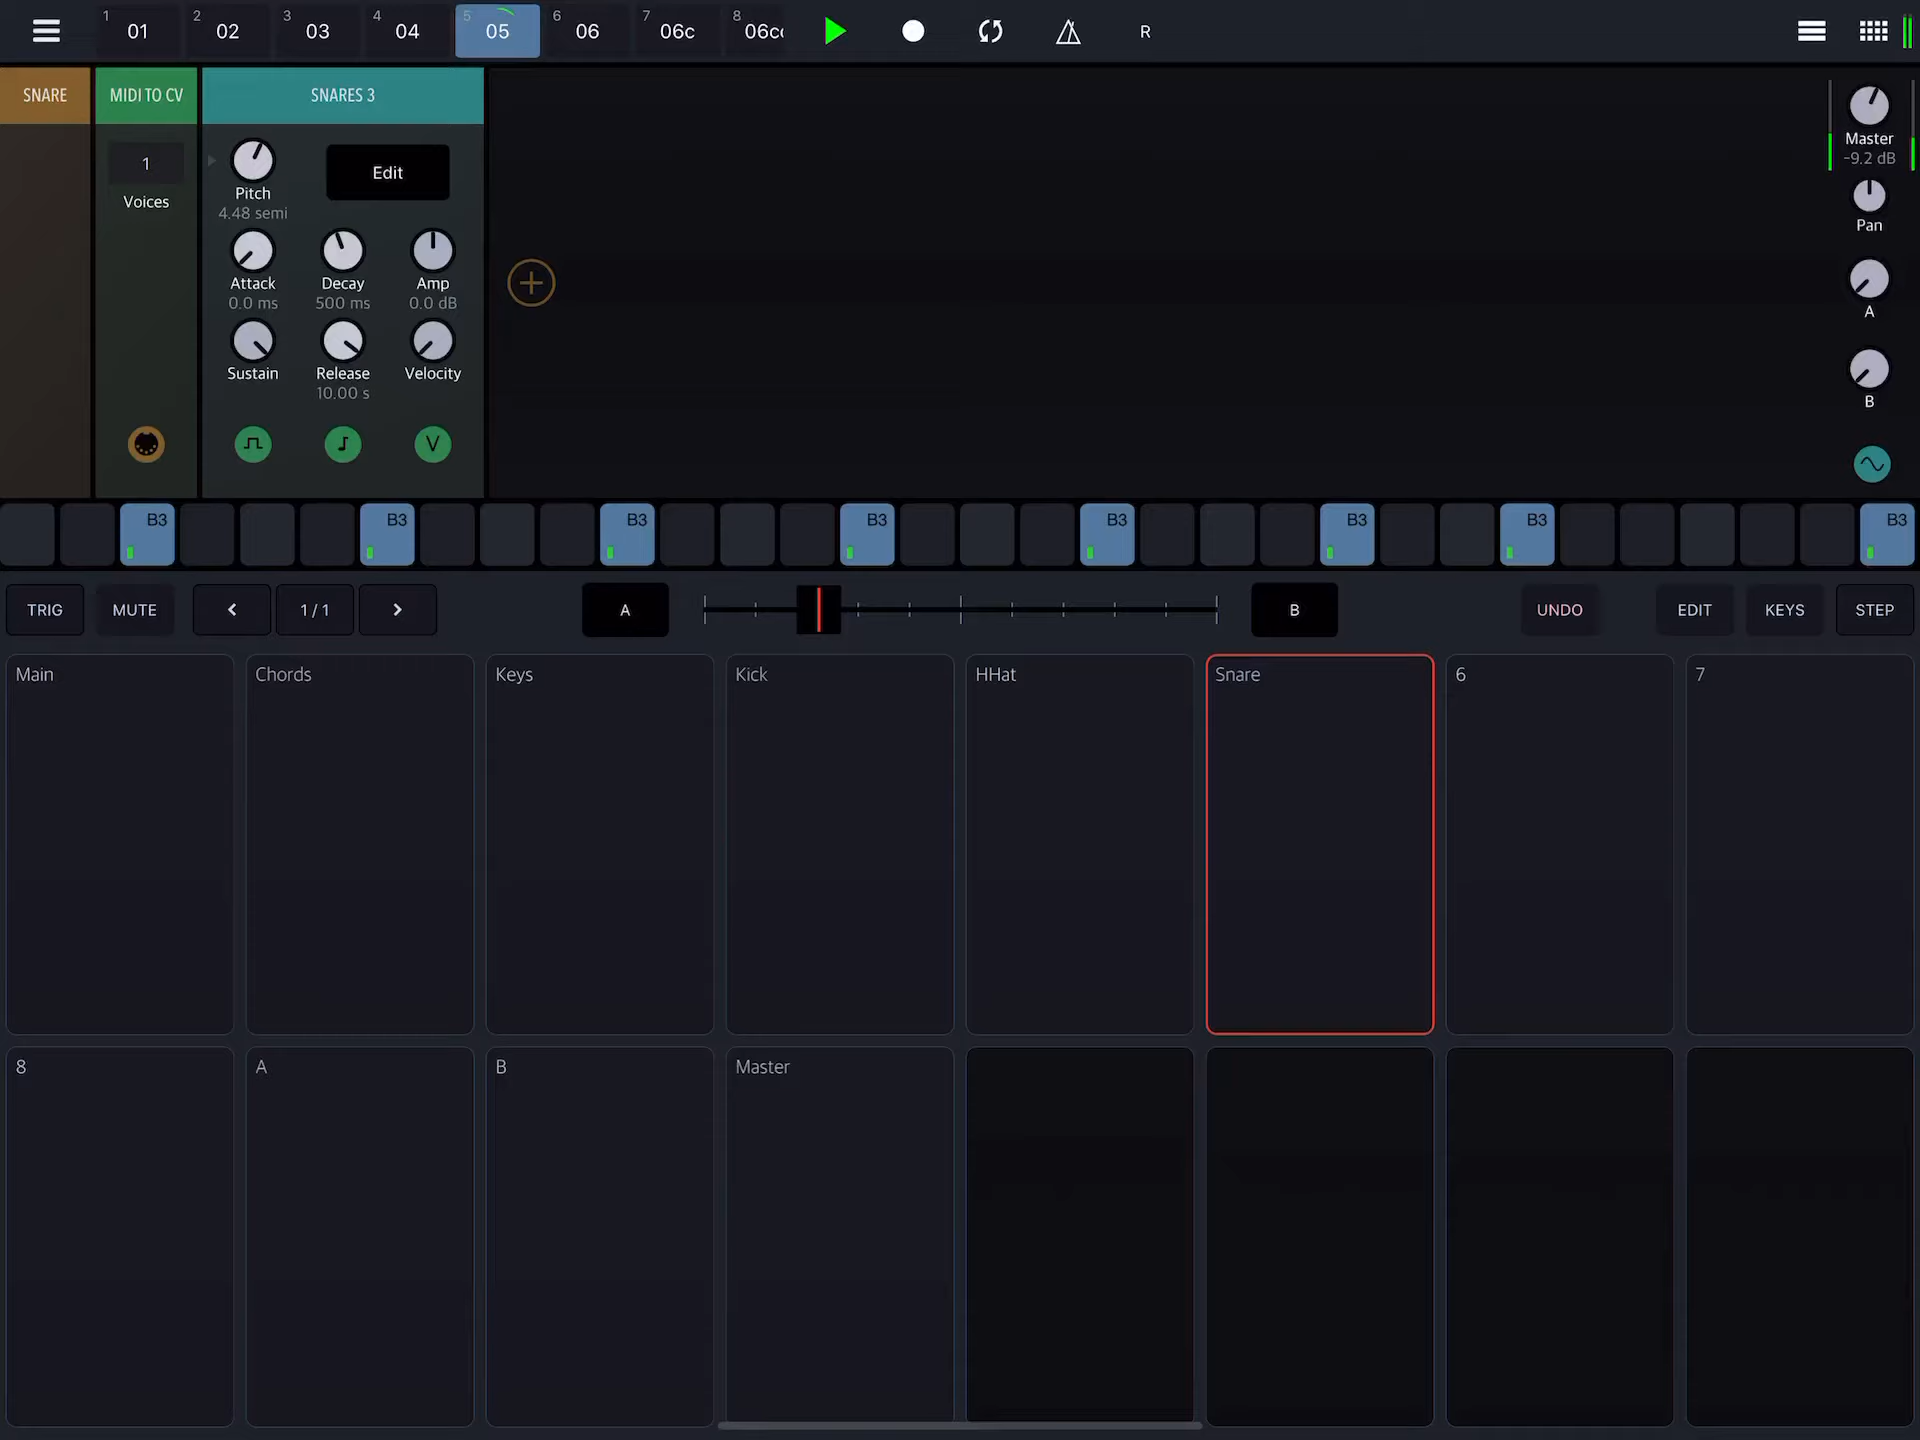 1 01 2 02 3 03 4 04 5 05 6 06 7 06c 8 06c R
SNARE MIDI TO CV SNARES 3
1 Voices
Pitch 4.48 semi Edit
Attack 0.0 ms Decay 500 ms Amp 0.0 dB
Sustain Release 10.00 s Velocity
V
Master -9.2 dB
Pan
A
B
B3 B3 B3 B3 B3 B3 B3 B3
TRIG MUTE < 1 / 1 > A B UNDO EDIT KEYS STEP
Main Chords Keys Kick HHat Snare 6 7
8 A B Master